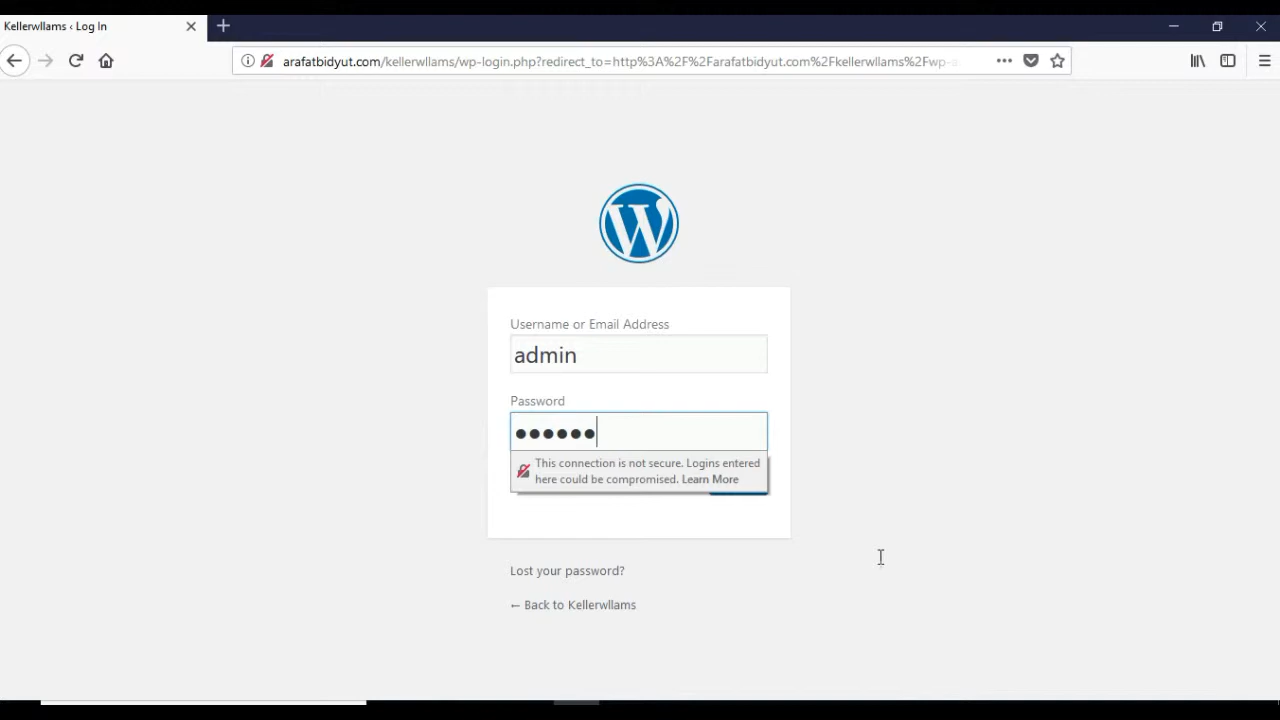 Kellerwllams ‹ Log In
arafatbidyut.com/kellerwllams/wp-login.php?redirect_to=http%3A%2F%2Farafatbidyut.com%2Fkellerwllams%2Fwp-a
Username or Email Address
admin
Password
This connection is not secure. Logins entered
here could be compromised. Learn More
Lost your password?
← Back to Kellerwllams